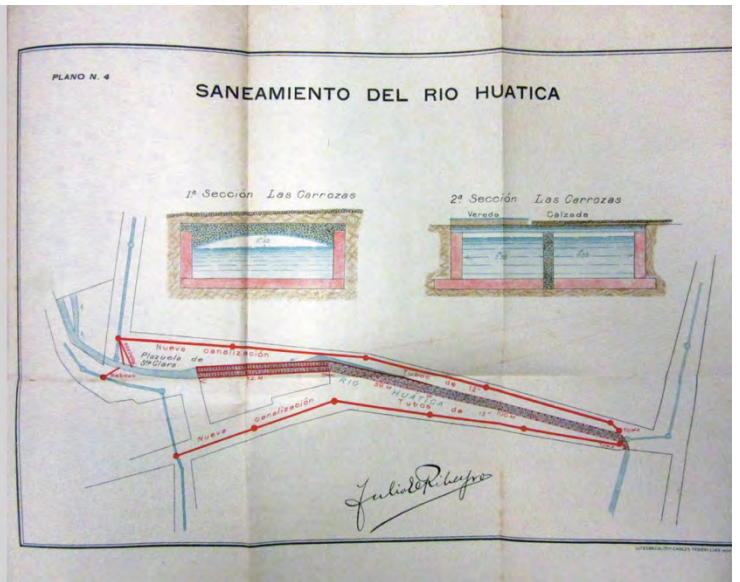 PLANO N. 4
SANEAMIENTO DEL RIO HUATICA
1ª Sección Las Carrozas
2ª Sección Las Carrozas
Vereda Calzada
Nueva canalización
Plazuela de
Sta Clara
Tubos de 12"
RIO HUATICA
Nueva canalización
Tubos de 12"
Julio E Ribeyro